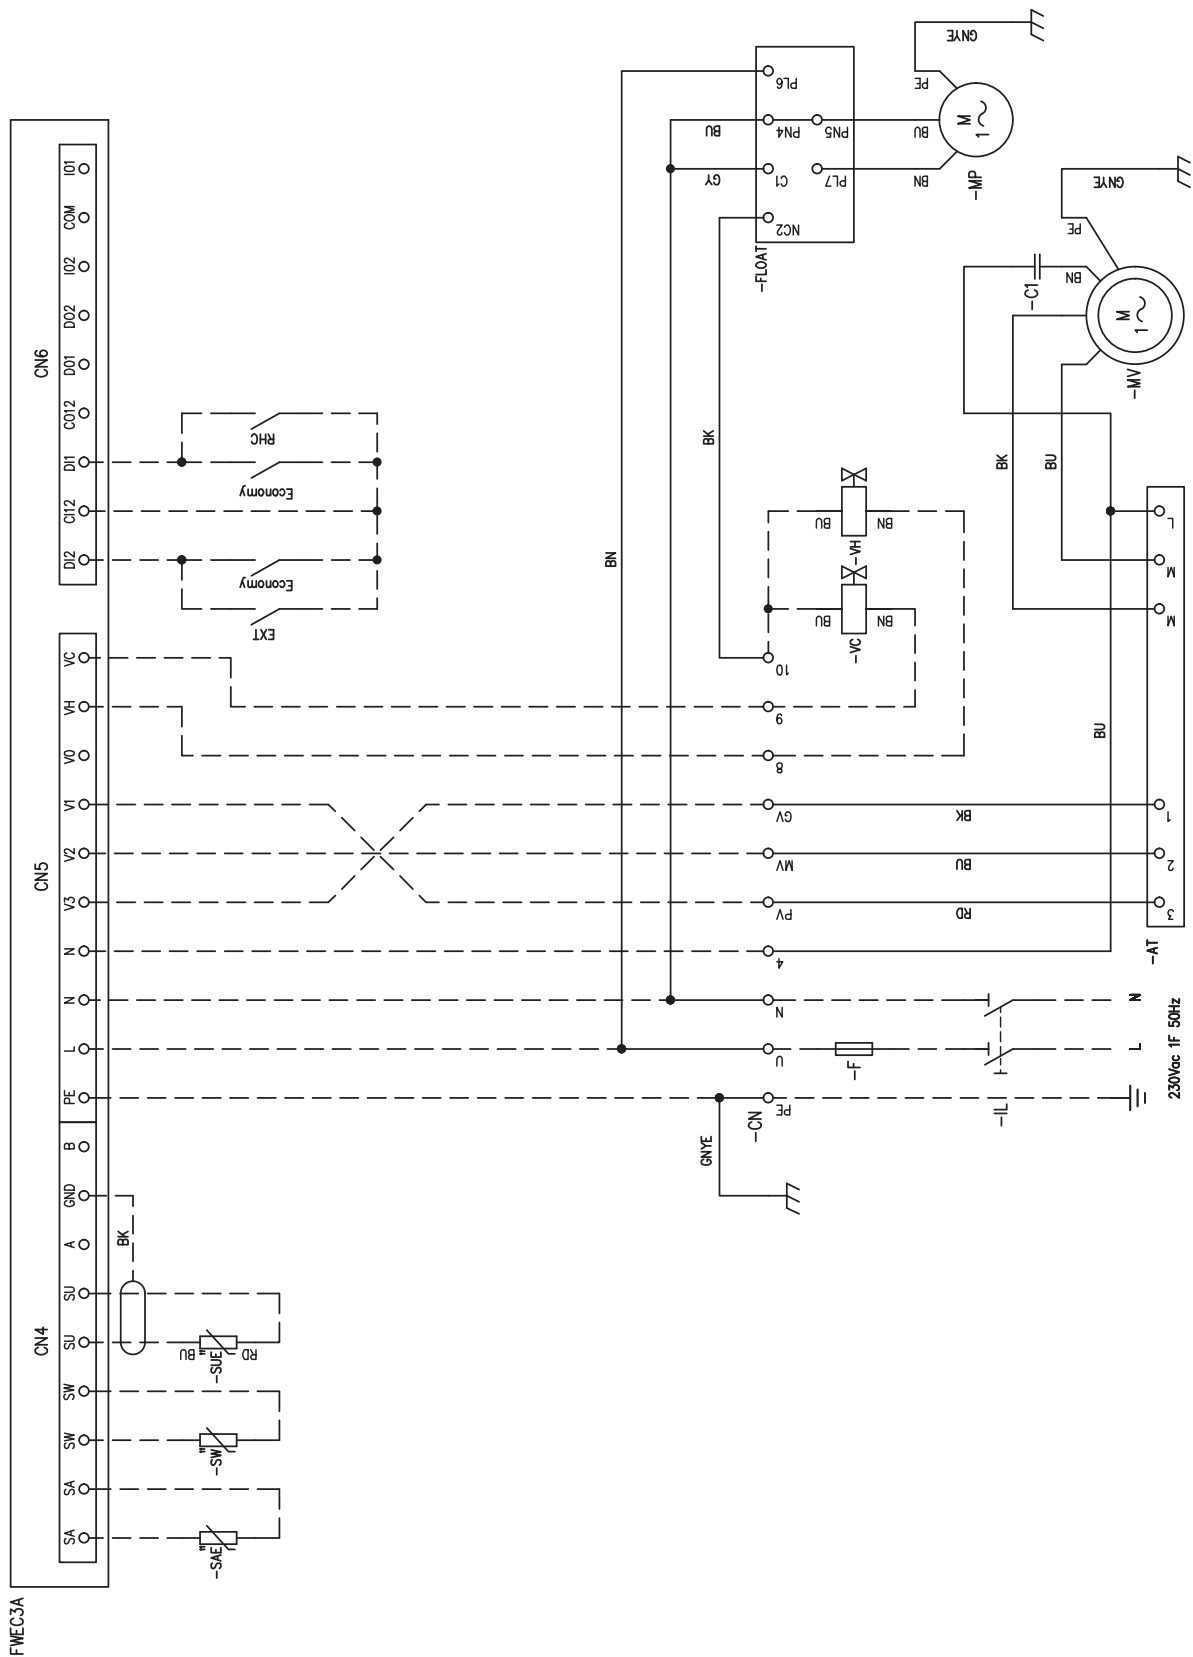 FWEC3A
CN4
SA
SA
SW
SW
SU
SU
A
GND
B
CN5
PE
L
N
N
V3
V2
V1
V0
VH
VC
CN6
DI2
CI12
DI1
CO12
DO1
DO2
IO2
COM
IO1
-SAE
-SW
-SUE
BU
RD
BK
EXT
Economy
Economy
RHC
GNYE
-CN
PE
U
N
4
PV
MV
GV
8
9
10
BN
BK
-VC
BU
BN
-VH
BU
BN
-FLOAT
NC2
C1
PN4
PL6
PL7
PN5
GY
BU
BN
BU
PE
GNYE
-MP
M
1
-F
-IL
RD
BU
BK
BU
BK
BU
-C1
BN
PE
GNYE
-MV
M
1
-AT
3
2
1
M
M
L
L
N
230Vac 1F 50Hz